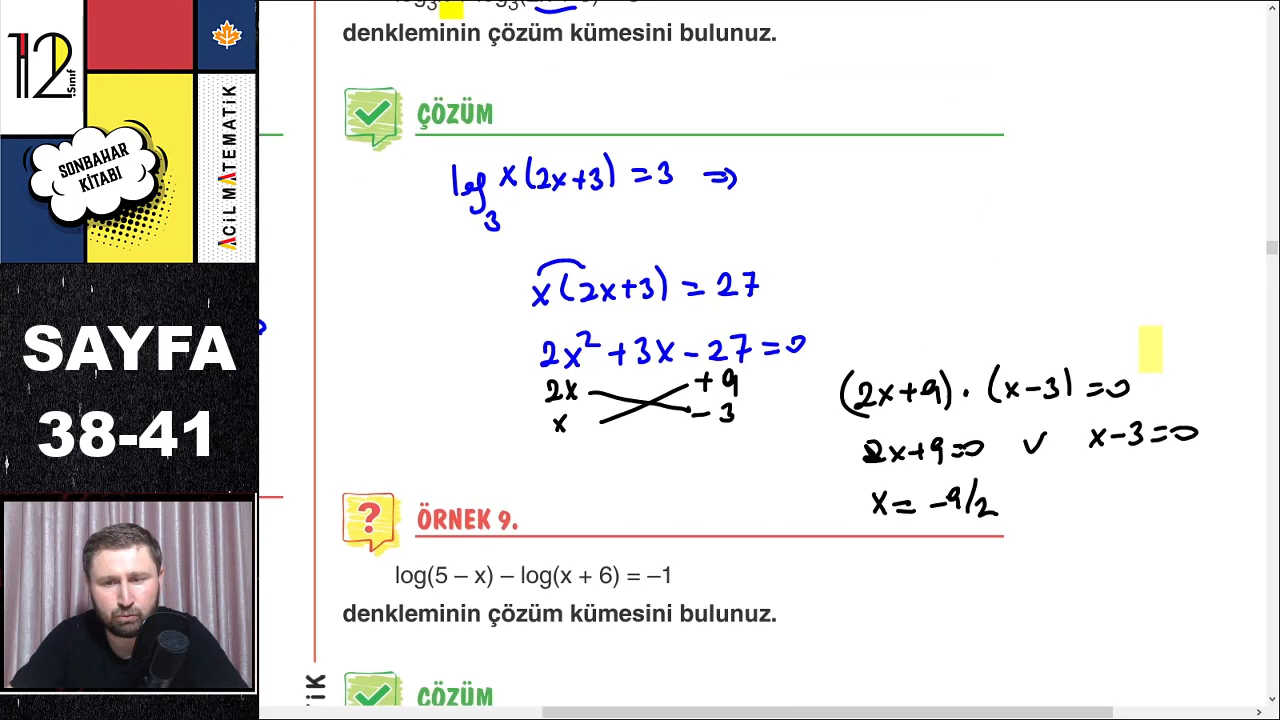 denkleminin çözüm kümesini bulunuz.
12
.Sınıf
SONBAHAR
KİTABI
ACİLMATEMATİK
SAYFA
38-41
ÇÖZÜM
log₃ x(2x+3) = 3 ⇒
x(2x+3) = 27
2x² + 3x - 27 = 0
2x +9
x -3
(2x+9) · (x-3) = 0
2x+9=0 ∨ x-3=0
x = -9/2
ÖRNEK 9.
log(5 – x) – log(x + 6) = –1
denkleminin çözüm kümesini bulunuz.
ÇÖZÜM